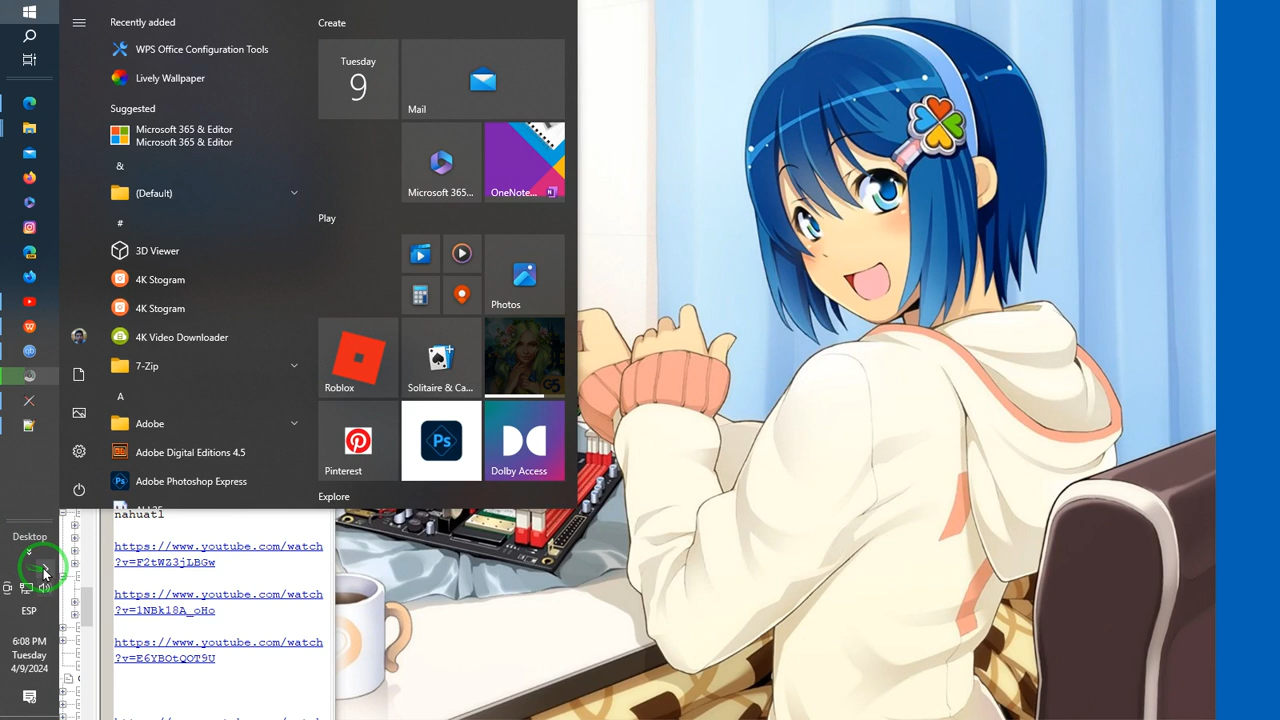 Recently added
WPS Office Configuration Tools
Lively Wallpaper
Suggested
Microsoft 365 & Editor
Microsoft 365 & Editor
&
(Default)
#
3D Viewer
4K Stogram
4K Stogram
4K Video Downloader
7-Zip
A
Adobe
Adobe Digital Editions 4.5
Adobe Photoshop Express
Create
Tuesday
9
Mail
Microsoft 365...
OneNote...
Play
Photos
Roblox
Solitaire & Ca...
G5
Pinterest
Ps
Dolby Access
Explore
nahuatl
https://www.youtube.com/watch
?v=F2tWZ3jLBGw
https://www.youtube.com/watch
?v=1NBk18A_oHo
https://www.youtube.com/watch
?v=E6YBOtQOT9U
Desktop
ESP
6:08 PM
Tuesday
4/9/2024